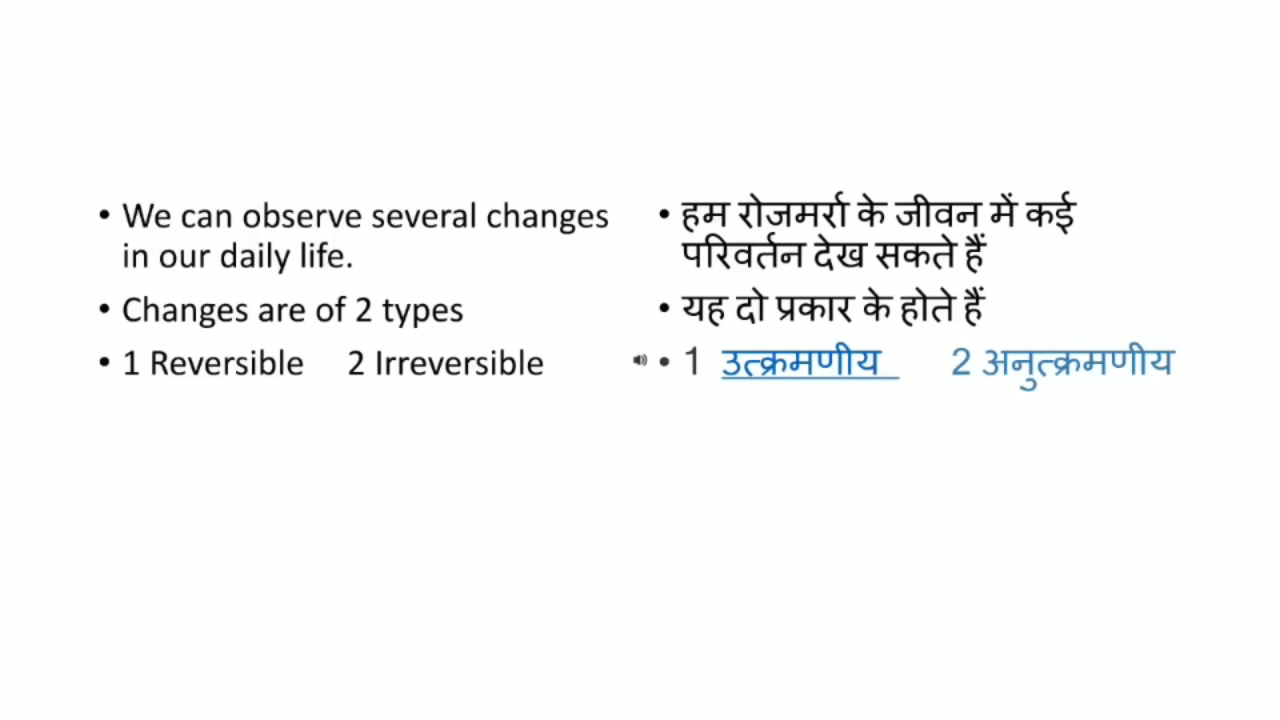 • We can observe several changes
in our daily life.
• Changes are of 2 types
• 1 Reversible 2 Irreversible
• हम रोजमर्रा के जीवन में कई
परिवर्तन देख सकते हैं
• यह दो प्रकार के होते हैं
• 1 उत्क्रमणीय 2 अनुत्क्रमणीय